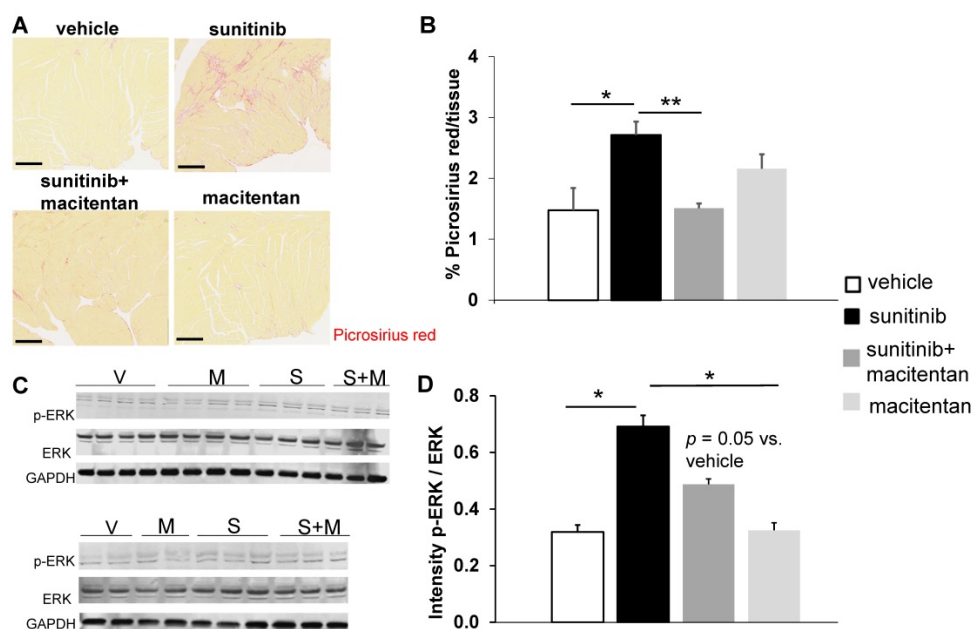 A
vehicle
sunitinib
sunitinib+
macitentan
macitentan
Picrosirius red
B
4
3
2
1
0
% Picrosirius red/tissue
*
**
vehicle
sunitinib
sunitinib+
macitentan
macitentan
C
V M S S+M
p-ERK
ERK
GAPDH
V M S S+M
p-ERK
ERK
GAPDH
D
0.8
0.6
0.4
0.2
0.0
Intensity p-ERK / ERK
*
*
p = 0.05 vs.
vehicle